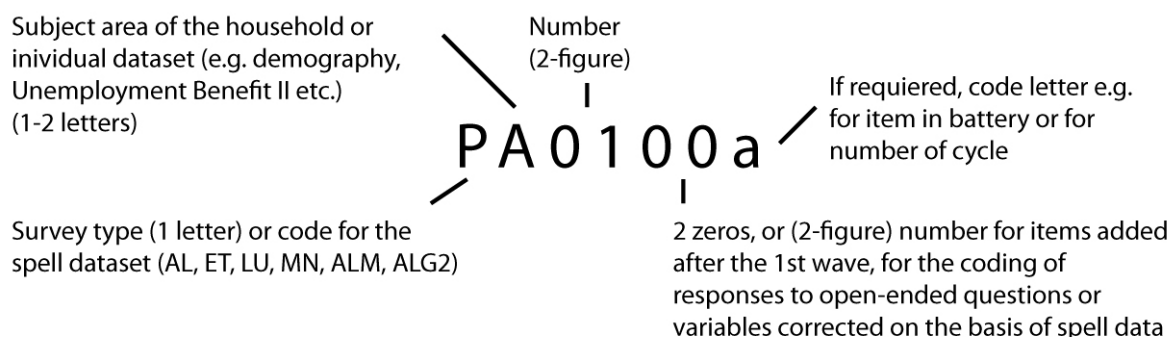 Subject area of the household or
inividual dataset (e.g. demography,
Unemployment Benefit II etc.)
(1-2 letters)
Number
(2-figure)
If requiered, code letter e.g.
for item in battery or for
number of cycle
PA0100a
Survey type (1 letter) or code for the
spell dataset (AL, ET, LU, MN, ALM, ALG2)
2 zeros, or (2-figure) number for items added
after the 1st wave, for the coding of
responses to open-ended questions or
variables corrected on the basis of spell data